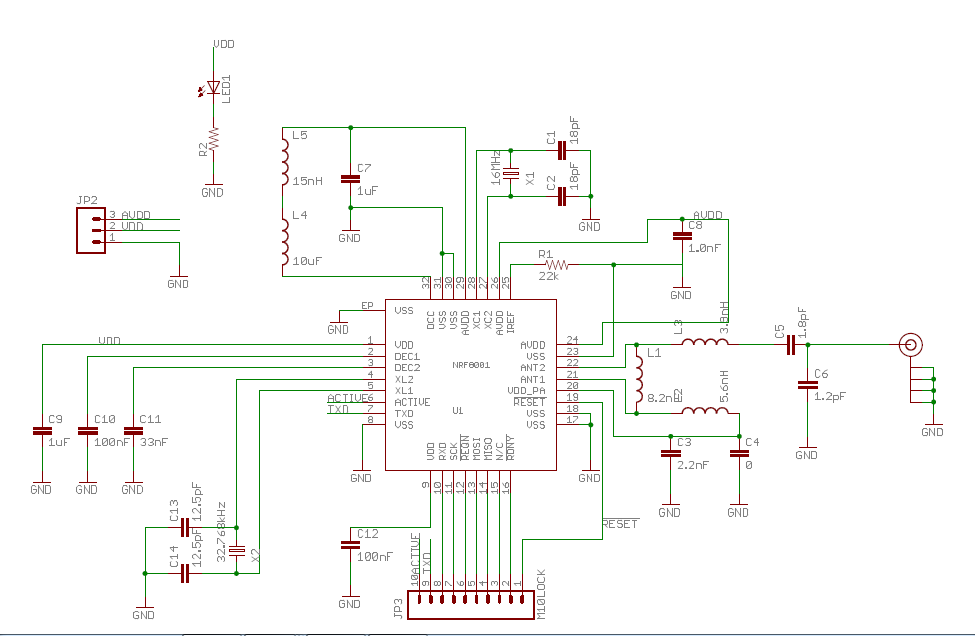 VDD
LED1
R2
GND
JP2
3 AVDD
2 VDD
1
GND
L5
15nH
L4
10uF
C7
1uF
GND
16MHz
X1
C1
18pF
C2
18pF
GND
R1
22k
AVDD
C8
1.0nF
GND
EP
VSS
GND
32 31 30 29 28 27 26 25
DCC VSS VSS AVDD XC1 XC2 AVDD IREF
NRF8001
U1
1 VDD
2 DEC1
3 DEC2
4 XL2
5 XL1
6 ACTIVE
7 TXD
8 VSS
VDD
ACTIVE
TXD
24 AVDD
23 VSS
22 ANT2
21 ANT1
20 VDD_PA
19 RESET
18 VSS
17 VSS
VDD RXD SCK REQN MOSI MISO N/C RDNY
9 10 11 12 13 14 15 16
GND
GND
L1
8.2nH
L3
3.9nH
L2
5.6nH
C5
1.8pF
C6
1.2pF
GND
GND
C3
2.2nF
GND
C4
0
GND
C9
1uF
GND
C10
100nF
GND
C11
33nF
GND
C13
12.5pF
C14
12.5pF
32.768kHz
X2
GND
C12
100nF
GND
ACTIVE
TXD
RESET
10 9 8 7 6 5 4 3 2 1
JP3
M10LOCK